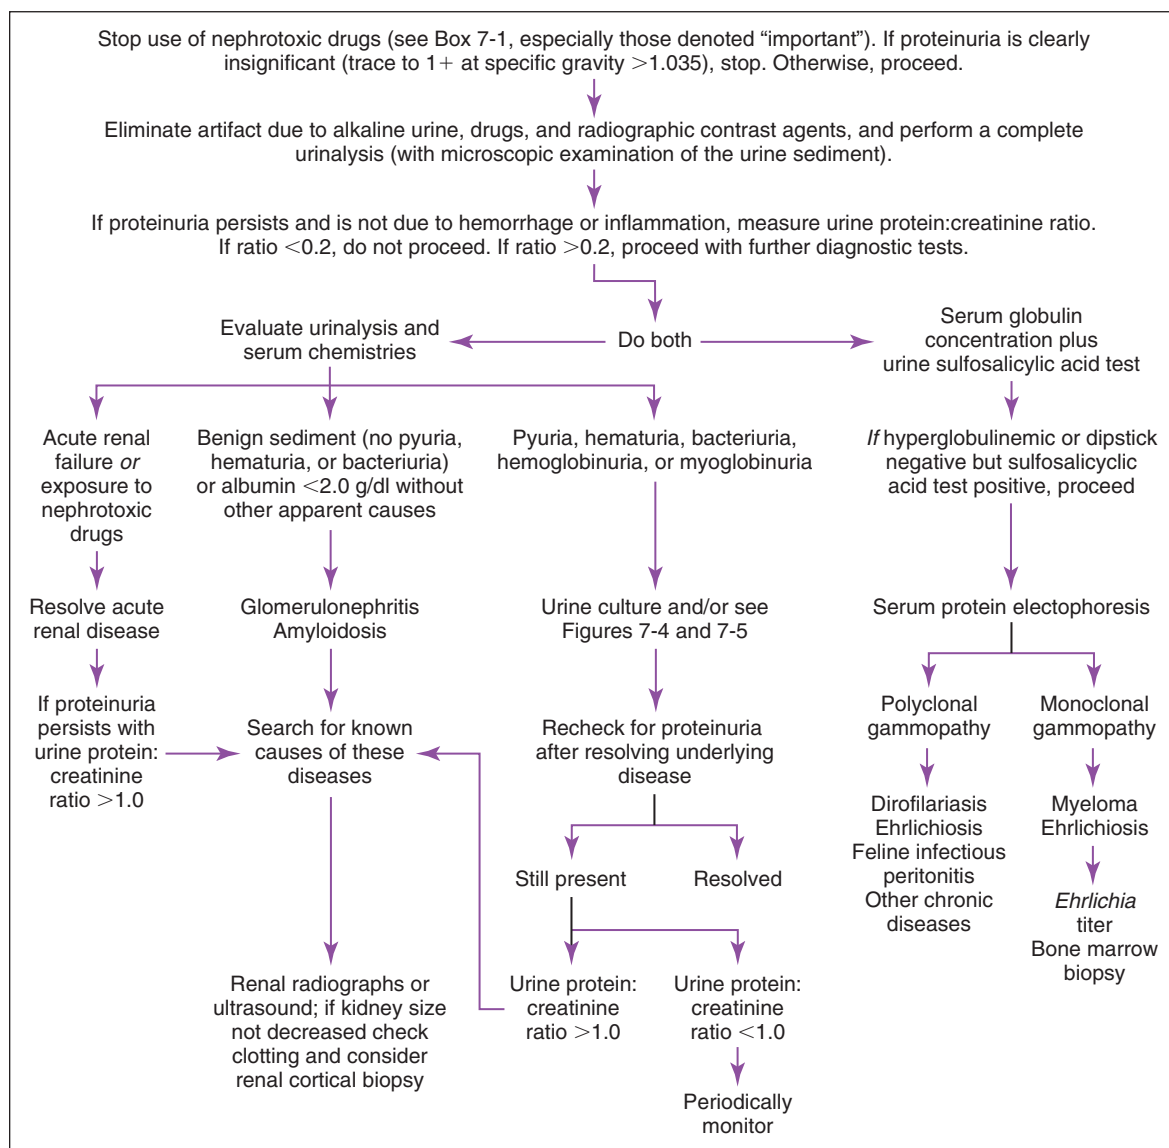 Stop use of nephrotoxic drugs (see Box 7-1, especially those denoted “important”). If proteinuria is clearly
insignificant (trace to 1+ at specific gravity >1.035), stop. Otherwise, proceed.
Eliminate artifact due to alkaline urine, drugs, and radiographic contrast agents, and perform a complete
urinalysis (with microscopic examination of the urine sediment).
If proteinuria persists and is not due to hemorrhage or inflammation, measure urine protein:creatinine ratio.
If ratio <0.2, do not proceed. If ratio >0.2, proceed with further diagnostic tests.
Evaluate urinalysis and
serum chemistries
Do both
Serum globulin
concentration plus
urine sulfosalicylic acid test
Acute renal
failure or
exposure to
nephrotoxic
drugs
Benign sediment (no pyuria,
hematuria, or bacteriuria)
or albumin <2.0 g/dl without
other apparent causes
Pyuria, hematuria, bacteriuria,
hemoglobinuria, or myoglobinuria
If hyperglobulinemic or dipstick
negative but sulfosalicyclic
acid test positive, proceed
Resolve acute
renal disease
Glomerulonephritis
Amyloidosis
Urine culture and/or see
Figures 7-4 and 7-5
Serum protein electophoresis
If proteinuria
persists with
urine protein:
creatinine
ratio >1.0
Search for known
causes of these
diseases
Recheck for proteinuria
after resolving underlying
disease
Polyclonal
gammopathy
Monoclonal
gammopathy
Dirofilariasis
Ehrlichiosis
Feline infectious
peritonitis
Other chronic
diseases
Myeloma
Ehrlichiosis
Still present
Resolved
Ehrlichia
titer
Bone marrow
biopsy
Renal radiographs or
ultrasound; if kidney size
not decreased check
clotting and consider
renal cortical biopsy
Urine protein:
creatinine
ratio >1.0
Urine protein:
creatinine
ratio <1.0
Periodically
monitor